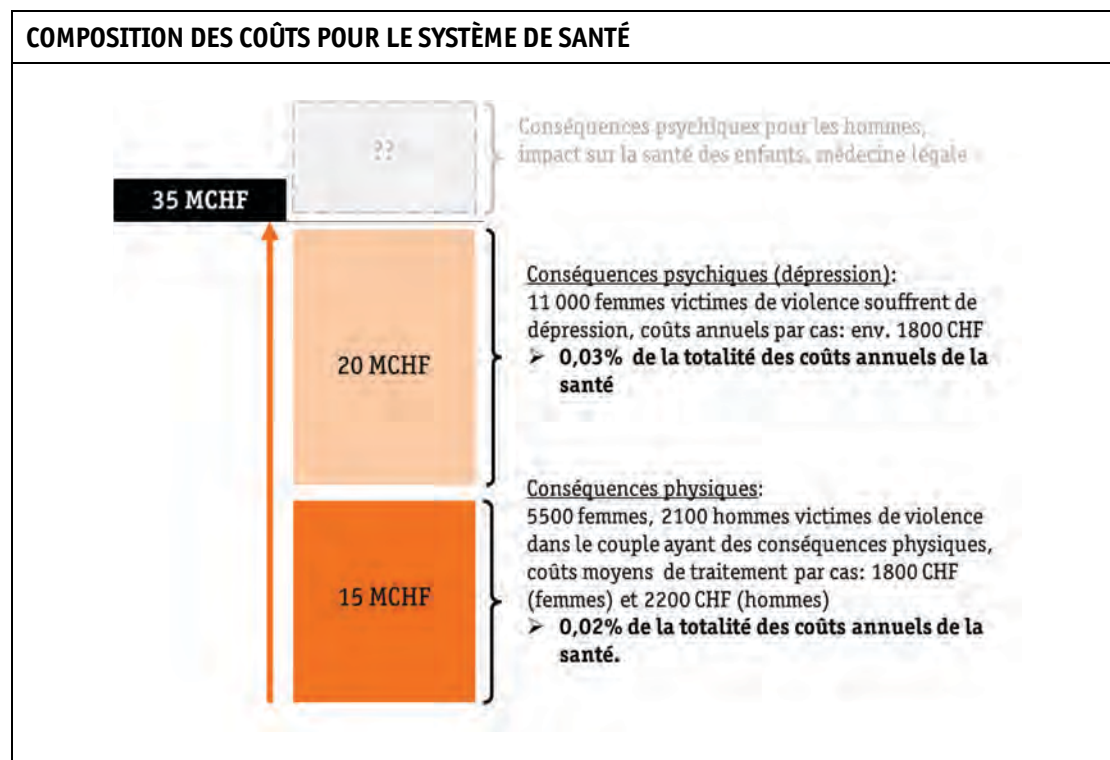 COMPOSITION DES COÛTS POUR LE SYSTÈME DE SANTÉ
??
Conséquences psychiques pour les hommes,
impact sur la santé des enfants, médecine légale
35 MCHF
20 MCHF
Conséquences psychiques (dépression):
11 000 femmes victimes de violence souffrent de
dépression, coûts annuels par cas: env. 1800 CHF
➢ 0,03% de la totalité des coûts annuels de la
santé
15 MCHF
Conséquences physiques:
5500 femmes, 2100 hommes victimes de violence
dans le couple ayant des conséquences physiques,
coûts moyens de traitement par cas: 1800 CHF
(femmes) et 2200 CHF (hommes)
➢ 0,02% de la totalité des coûts annuels de la
santé.